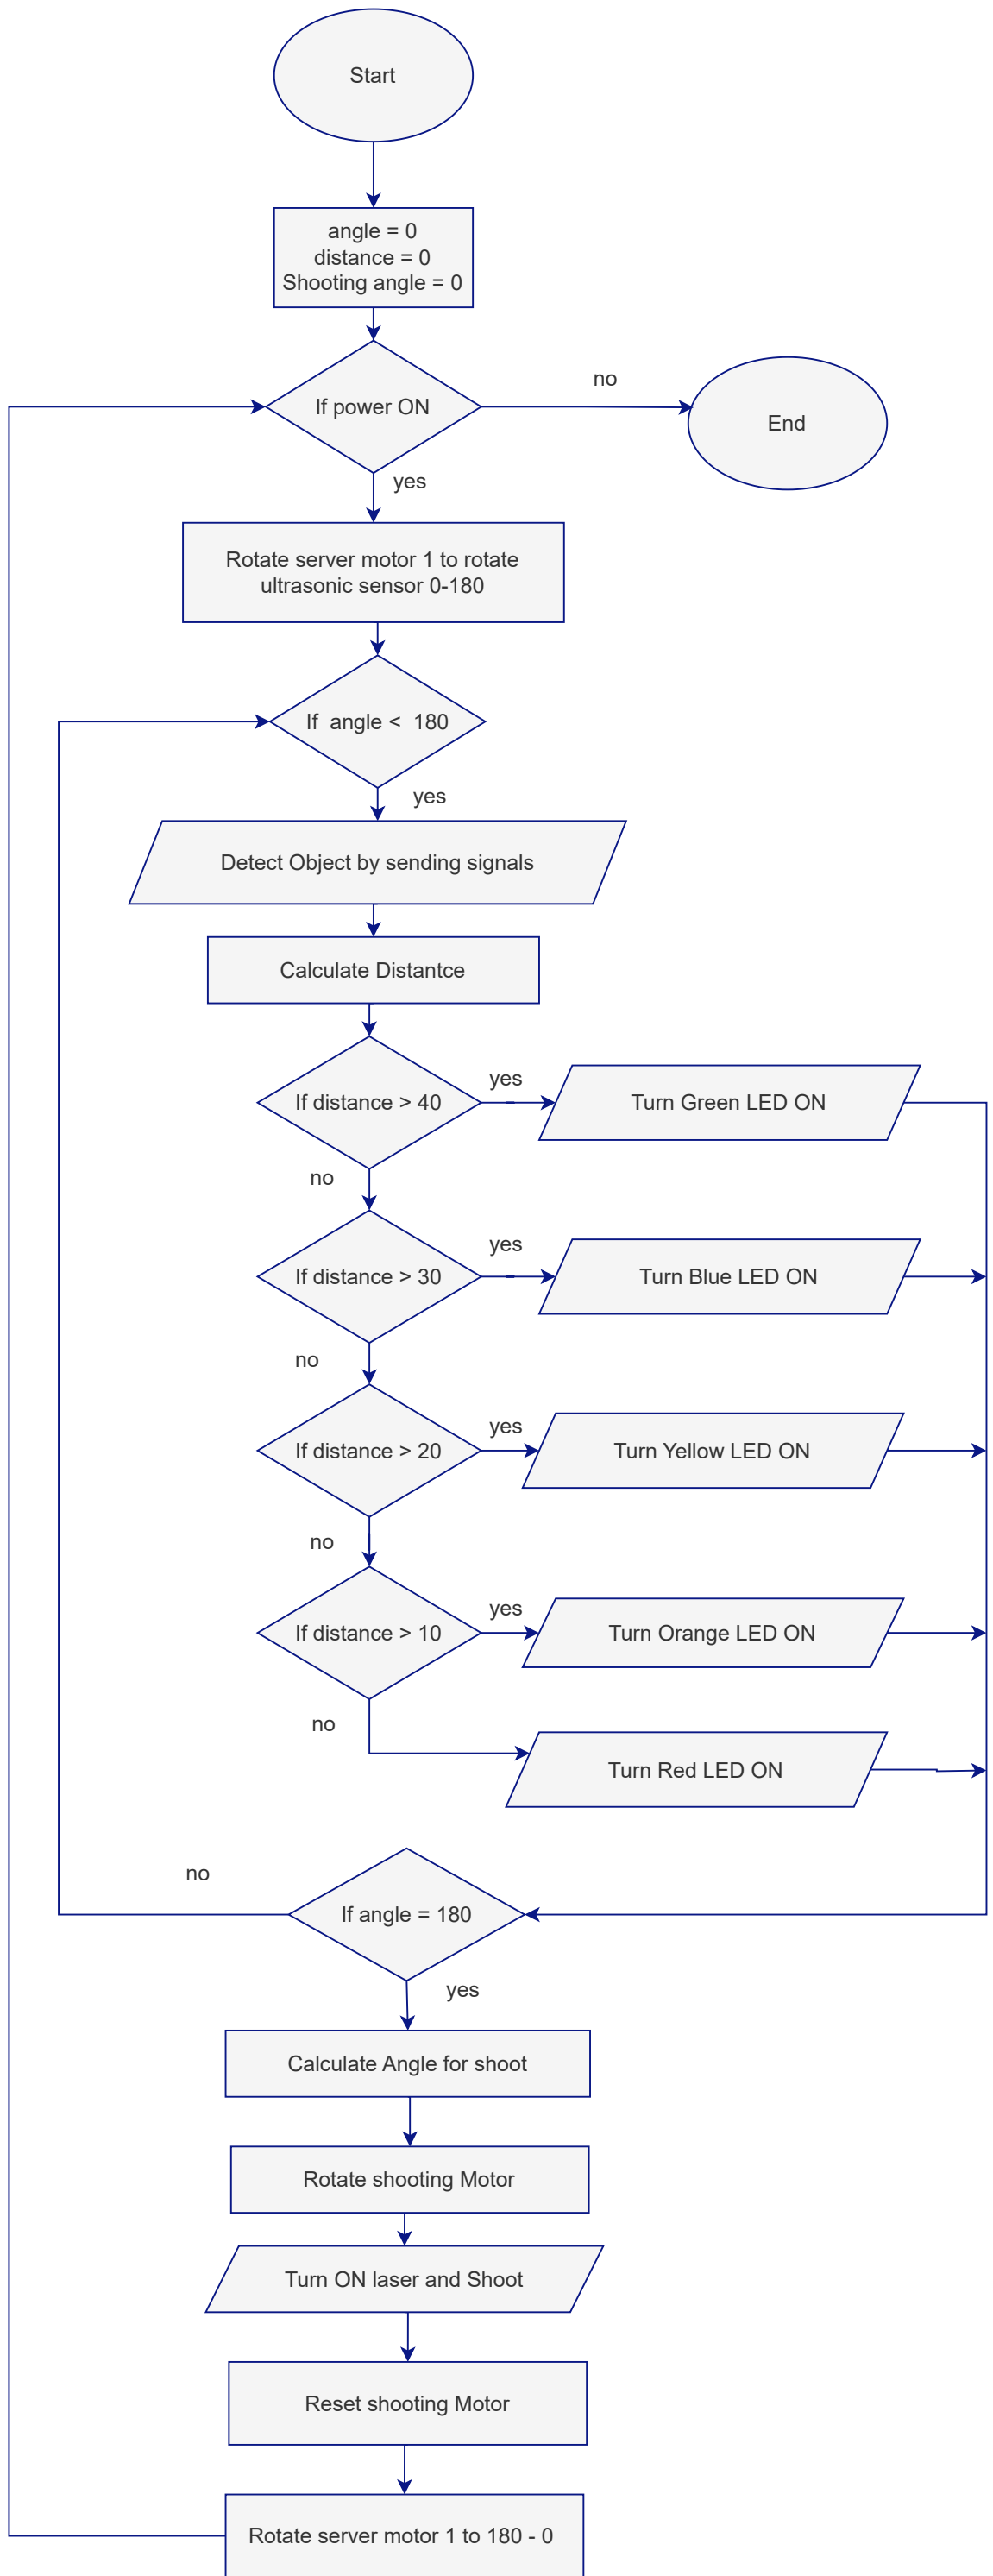 Start
angle = 0
distance = 0
Shooting angle = 0
If power ON
no
End
yes
Rotate server motor 1 to rotate
ultrasonic sensor 0-180
If angle < 180
yes
Detect Object by sending signals
Calculate Distantce
If distance > 40
yes
Turn Green LED ON
no
If distance > 30
yes
Turn Blue LED ON
no
If distance > 20
yes
Turn Yellow LED ON
no
If distance > 10
yes
Turn Orange LED ON
no
Turn Red LED ON
no
If angle = 180
yes
Calculate Angle for shoot
Rotate shooting Motor
Turn ON laser and Shoot
Reset shooting Motor
Rotate server motor 1 to 180 - 0